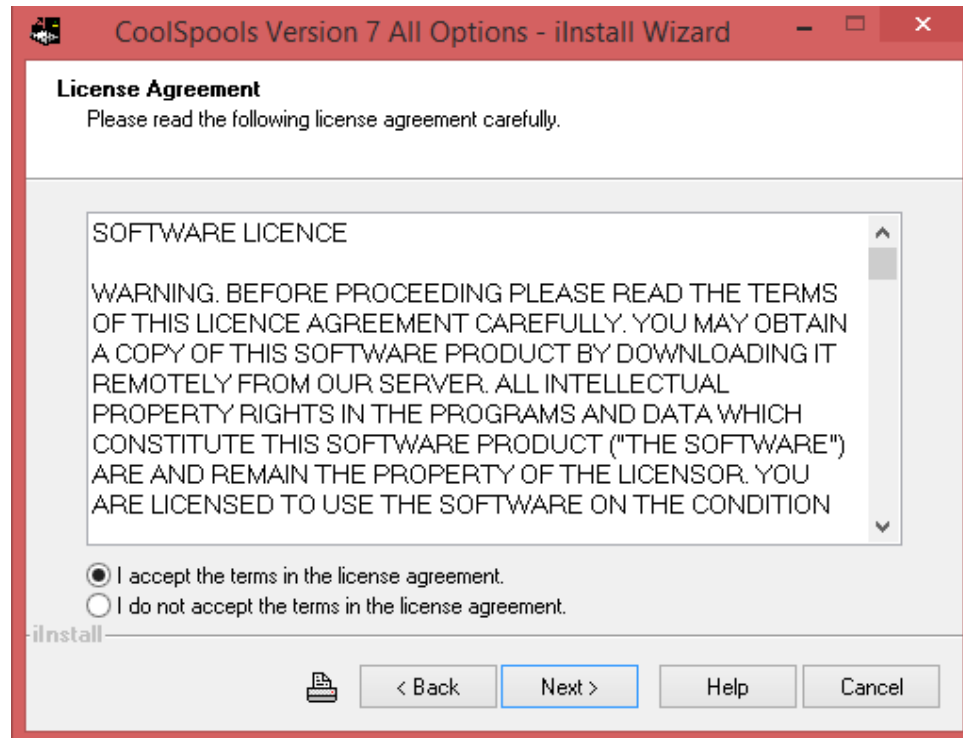 CoolSpools Version 7 All Options - iInstall Wizard
License Agreement
Please read the following license agreement carefully.
SOFTWARE LICENCE
WARNING. BEFORE PROCEEDING PLEASE READ THE TERMS
OF THIS LICENCE AGREEMENT CAREFULLY. YOU MAY OBTAIN
A COPY OF THIS SOFTWARE PRODUCT BY DOWNLOADING IT
REMOTELY FROM OUR SERVER. ALL INTELLECTUAL
PROPERTY RIGHTS IN THE PROGRAMS AND DATA WHICH
CONSTITUTE THIS SOFTWARE PRODUCT ("THE SOFTWARE")
ARE AND REMAIN THE PROPERTY OF THE LICENSOR. YOU
ARE LICENSED TO USE THE SOFTWARE ON THE CONDITION
I accept the terms in the license agreement.
I do not accept the terms in the license agreement.
iInstall
< Back Next > Help Cancel